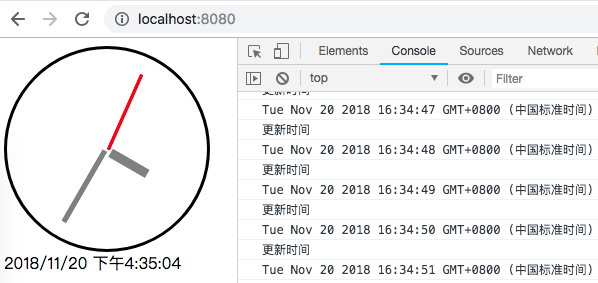 localhost:8080
Elements Console Sources Network
top Filter
更新时间
Tue Nov 20 2018 16:34:47 GMT+0800 (中国标准时间)
更新时间
Tue Nov 20 2018 16:34:48 GMT+0800 (中国标准时间)
更新时间
Tue Nov 20 2018 16:34:49 GMT+0800 (中国标准时间)
更新时间
Tue Nov 20 2018 16:34:50 GMT+0800 (中国标准时间)
更新时间
Tue Nov 20 2018 16:34:51 GMT+0800 (中国标准时间)
2018/11/20 下午4:35:04